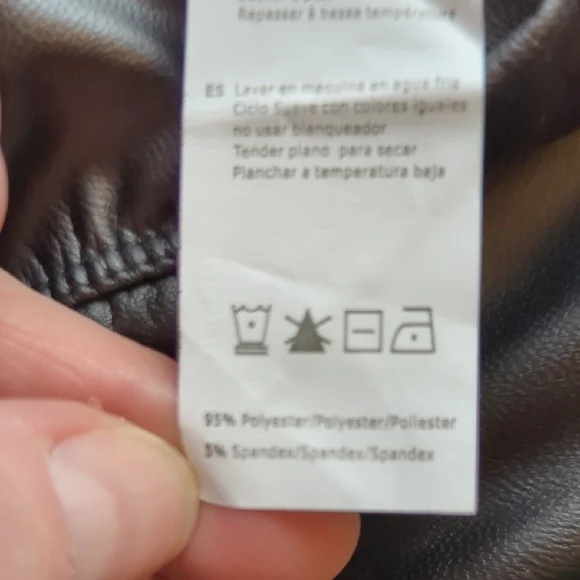 Repasser à basse température
ES Lavar en maquina en agua fria
Ciclo Suave con colores iguales
no usar blanqueador
Tender plano para secar
Planchar a temperatura baja
95% Polyester/Polyester/Poliester
5% Spandex/Spandex/Spandex